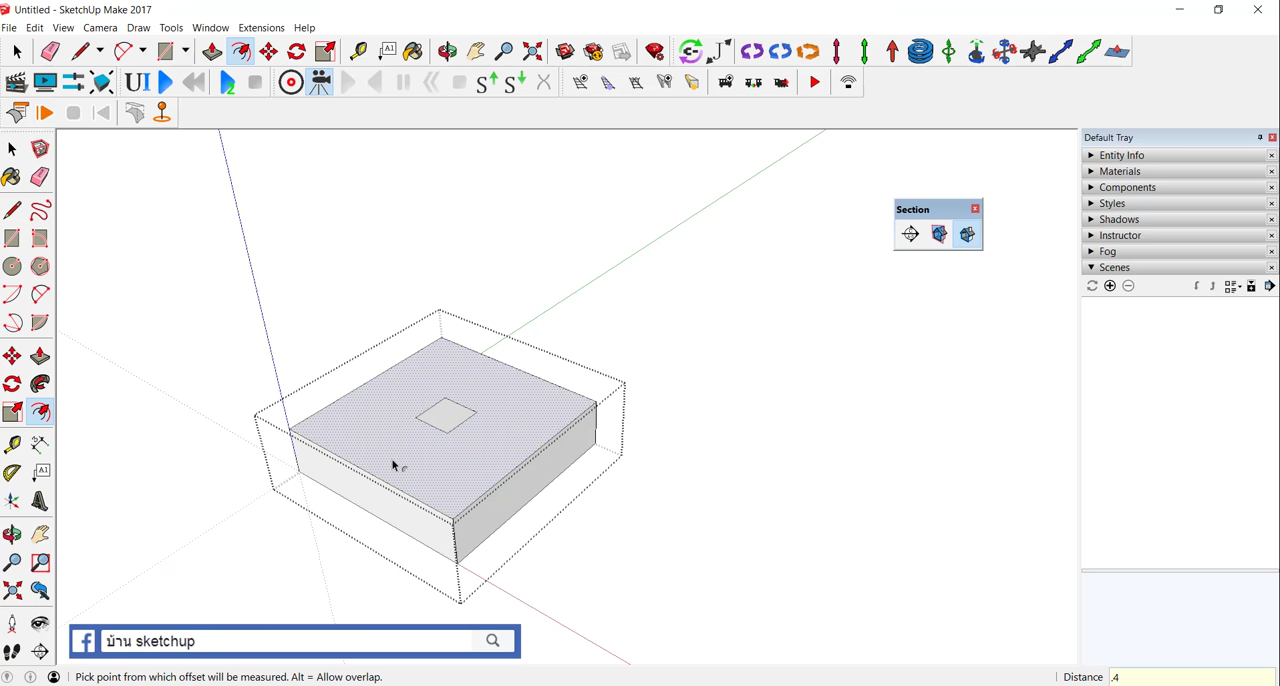 Untitled - SketchUp Make 2017
File Edit View Camera Draw Tools Window Extensions Help
Default Tray
Entity Info
Materials
Components
Styles
Shadows
Instructor
Fog
Scenes
Section
บ้าน sketchup
Pick point from which offset will be measured. Alt = Allow overlap.
Distance .4